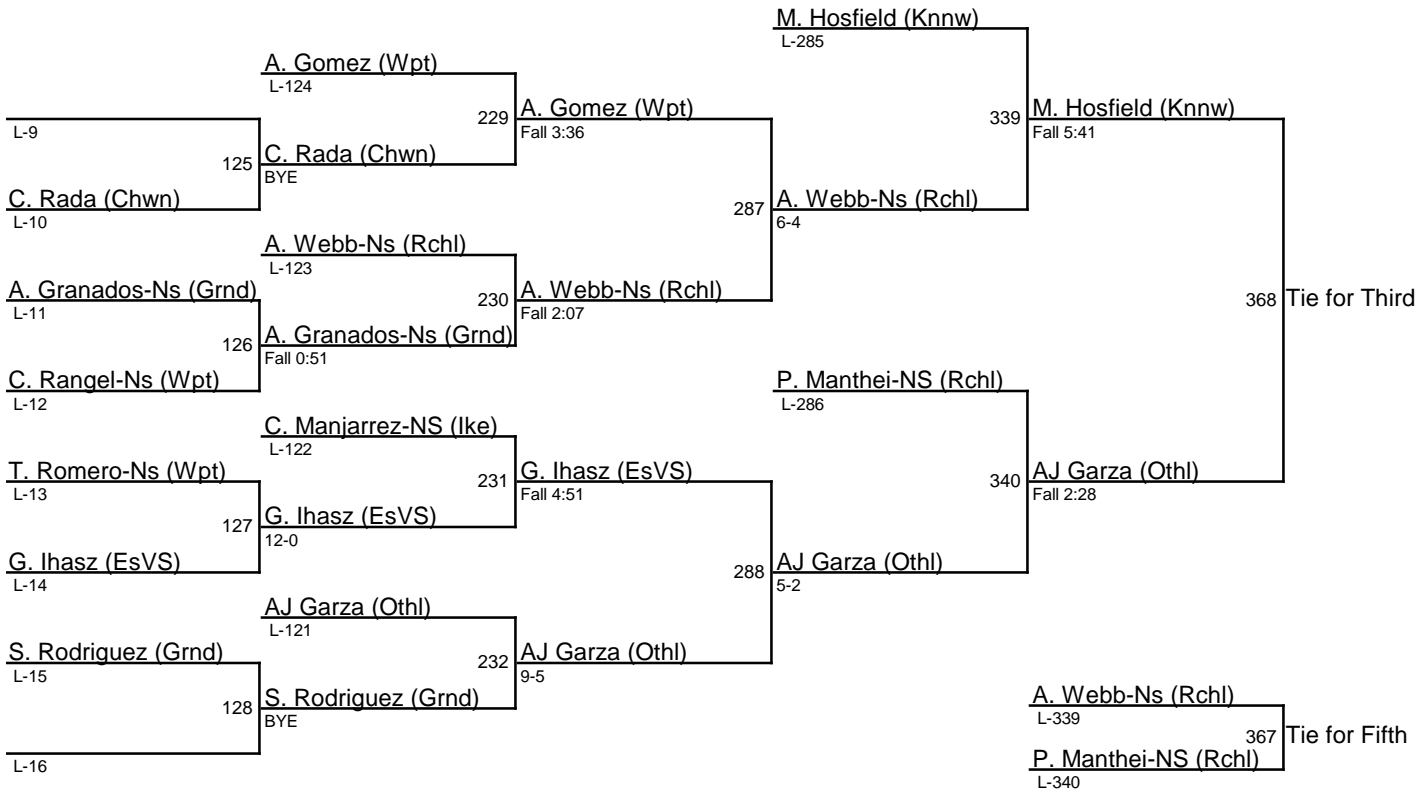 M. Hosfield (Knnw)
L-285
A. Gomez (Wpt)
L-124
229 A. Gomez (Wpt)
Fall 3:36
339 M. Hosfield (Knnw)
Fall 5:41
L-9
125 C. Rada (Chwn)
BYE
C. Rada (Chwn)
L-10
287 A. Webb-Ns (Rchl)
6-4
A. Webb-Ns (Rchl)
L-123
A. Granados-Ns (Grnd)
L-11
230 A. Webb-Ns (Rchl)
Fall 2:07
368 Tie for Third
126 A. Granados-Ns (Grnd)
Fall 0:51
C. Rangel-Ns (Wpt)
L-12
P. Manthei-NS (Rchl)
L-286
C. Manjarrez-NS (Ike)
L-122
T. Romero-Ns (Wpt)
L-13
231 G. Ihasz (EsVS)
Fall 4:51
340 AJ Garza (Othl)
Fall 2:28
127 G. Ihasz (EsVS)
12-0
G. Ihasz (EsVS)
L-14
288 AJ Garza (Othl)
5-2
AJ Garza (Othl)
L-121
S. Rodriguez (Grnd)
L-15
232 AJ Garza (Othl)
9-5
128 S. Rodriguez (Grnd)
BYE
A. Webb-Ns (Rchl)
L-339
367 Tie for Fifth
L-16
P. Manthei-NS (Rchl)
L-340